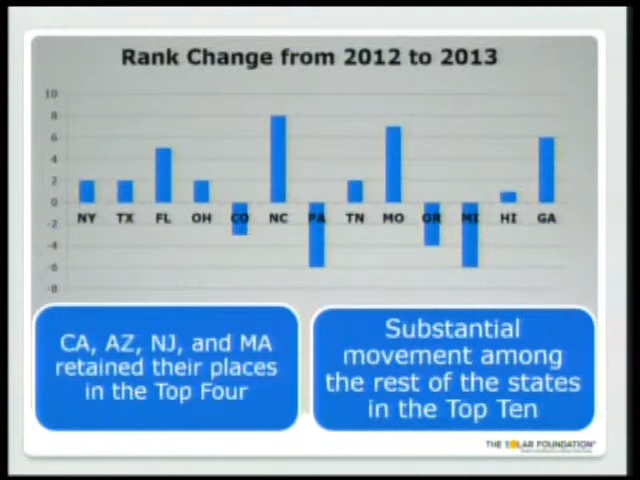 Rank Change from 2012 to 2013
10
8
6
4
2
0
-2
-4
-6
-8
NY TX FL OH CO NC PA TN MO OR MI HI GA
CA, AZ, NJ, and MA
retained their places
in the Top Four
Substantial
movement among
the rest of the states
in the Top Ten
THE SOLAR FOUNDATION